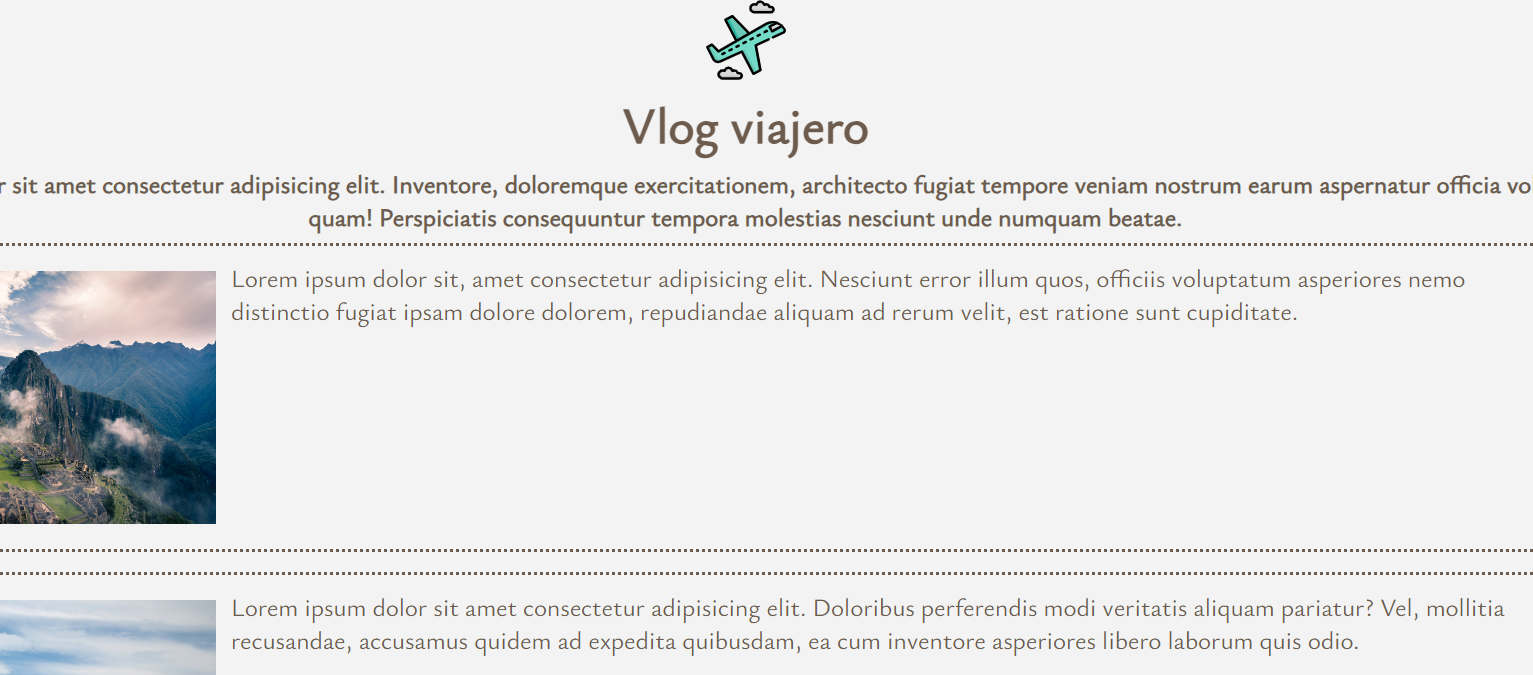 Vlog viajero
sit amet consectetur adipisicing elit. Inventore, doloremque exercitationem, architecto fugiat tempore veniam nostrum earum aspernatur officia
quam! Perspiciatis consequuntur tempora molestias nesciunt unde numquam beatae.
Lorem ipsum dolor sit, amet consectetur adipisicing elit. Nesciunt error illum quos, officiis voluptatum asperiores nemo
distinctio fugiat ipsam dolore dolorem, repudiandae aliquam ad rerum velit, est ratione sunt cupiditate.
Lorem ipsum dolor sit amet consectetur adipisicing elit. Doloribus perferendis modi veritatis aliquam pariatur? Vel, mollitia
recusandae, accusamus quidem ad expedita quibusdam, ea cum inventore asperiores libero laborum quis odio.